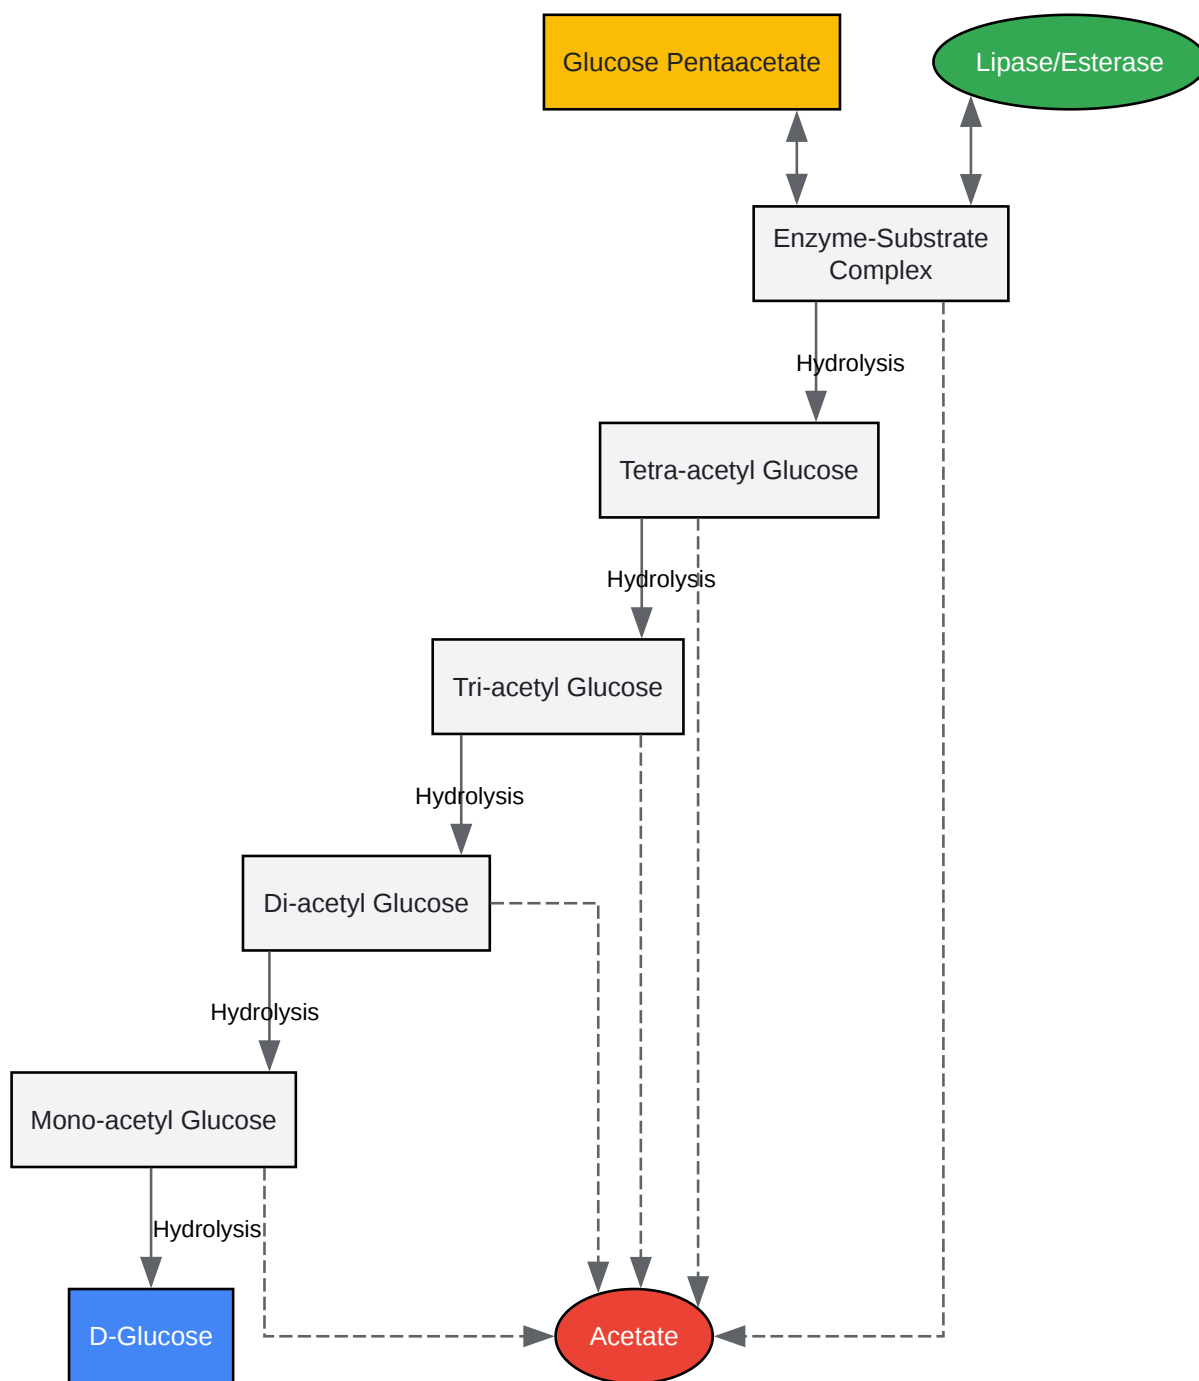 Glucose Pentaacetate
Lipase/Esterase
Enzyme-Substrate
Complex
Hydrolysis
Tetra-acetyl Glucose
Hydrolysis
Tri-acetyl Glucose
Hydrolysis
Di-acetyl Glucose
Hydrolysis
Mono-acetyl Glucose
Hydrolysis
D-Glucose
Acetate